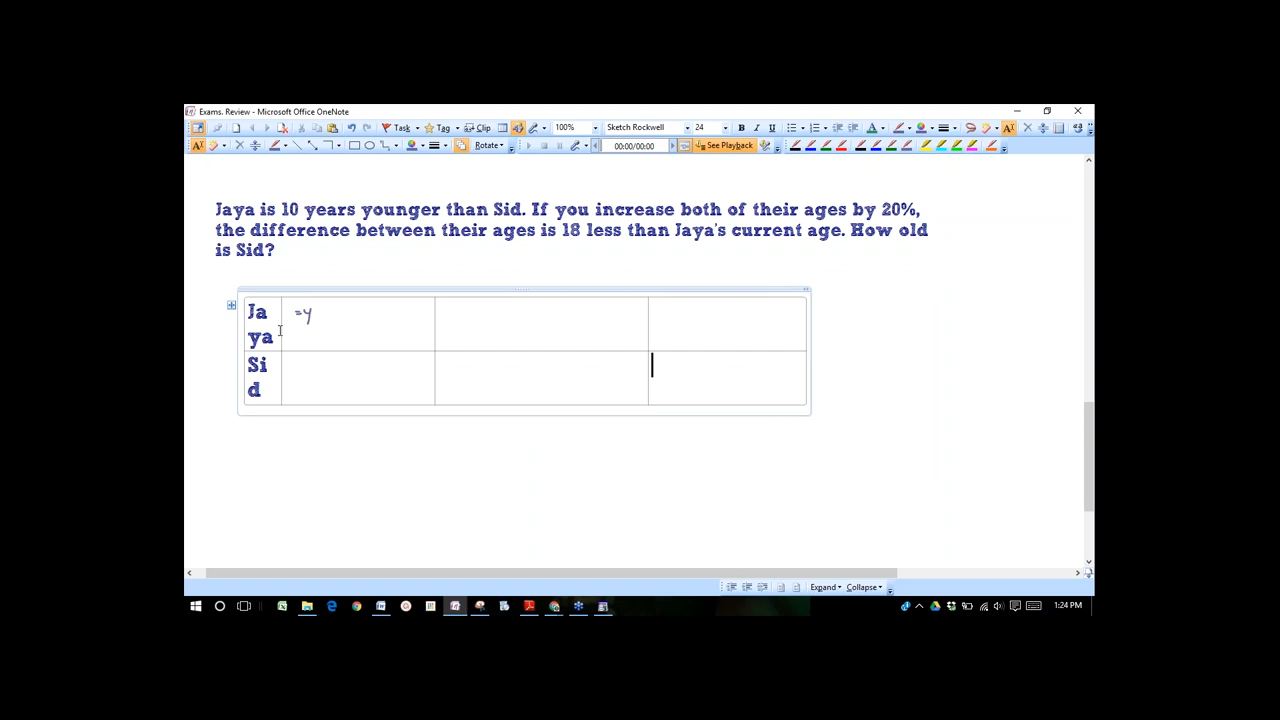 Exams. Review - Microsoft Office OneNote
Task Tag Clip 100% Sketch Rockwell 24 B I U
Rotate 00:00/00:00 See Playback
Jaya is 10 years younger than Sid. If you increase both of their ages by 20%,
the difference between their ages is 18 less than Jaya's current age. How old
is Sid?
Ja
ya
=y
Si
d
Expand Collapse
1:24 PM